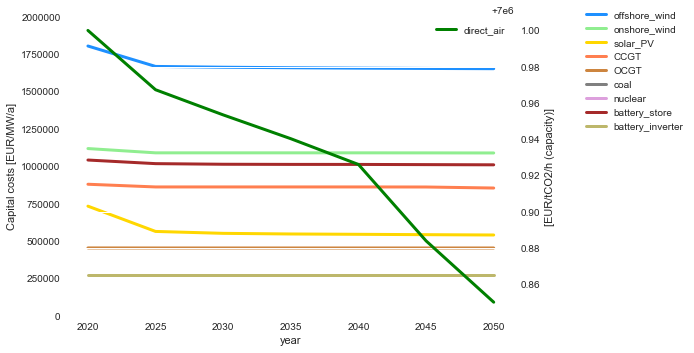 +7e6
direct_air
Capital costs [EUR/MW/a]
2000000
1750000
1500000
1250000
1000000
750000
500000
250000
0
2020
2025
2030
2035
2040
2045
2050
year
1.00
0.98
0.96
0.94
0.92
0.90
0.88
0.86
[EUR/tCO2/h (capacity)]
offshore_wind
onshore_wind
solar_PV
CCGT
OCGT
coal
nuclear
battery_store
battery_inverter